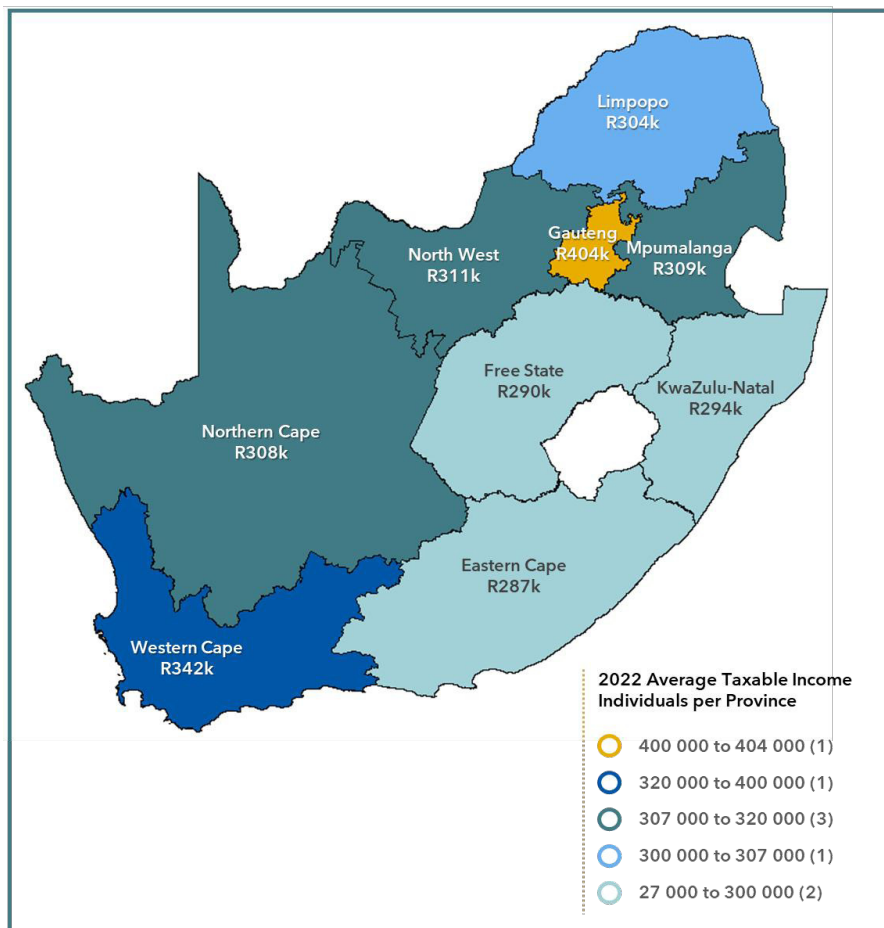 Limpopo
R304k
Gauteng
R404k
North West
R311k
Mpumalanga
R309k
Free State
R290k
KwaZulu-Natal
R294k
Northern Cape
R308k
Eastern Cape
R287k
Western Cape
R342k
2022 Average Taxable Income
Individuals per Province
400 000 to 404 000 (1)
320 000 to 400 000 (1)
307 000 to 320 000 (3)
300 000 to 307 000 (1)
27 000 to 300 000 (2)